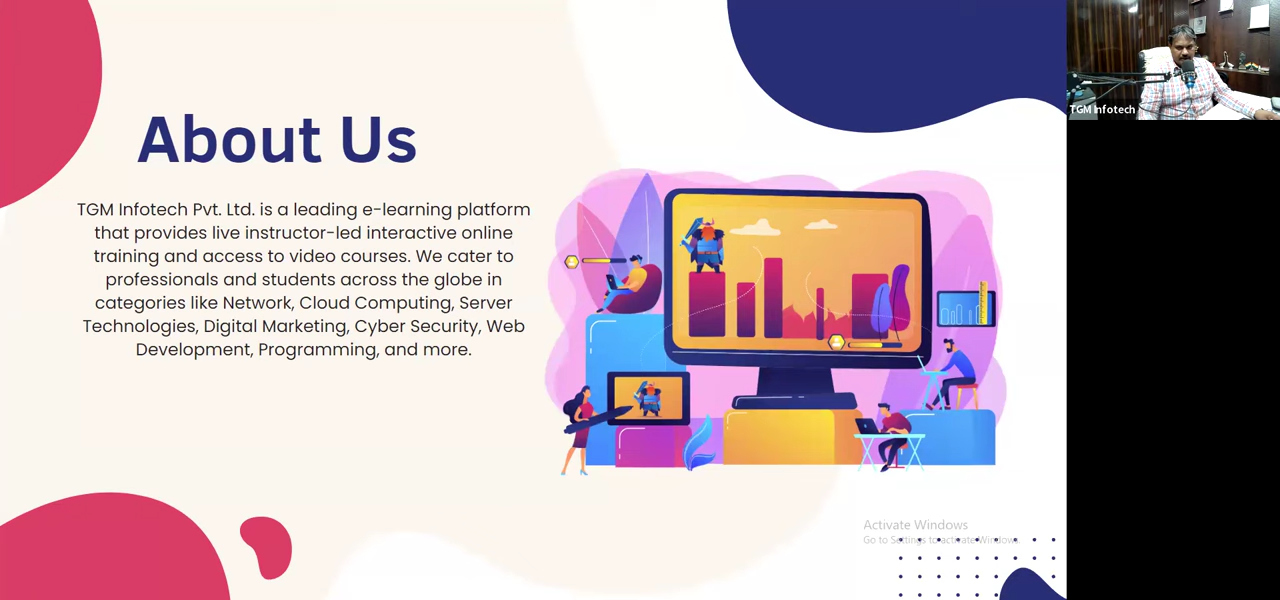 About Us
TGM Infotech Pvt. Ltd. is a leading e-learning platform
that provides live instructor-led interactive online
training and access to video courses. We cater to
professionals and students across the globe in
categories like Network, Cloud Computing, Server
Technologies, Digital Marketing, Cyber Security, Web
Development, Programming, and more.
TGM Infotech
Activate Windows
Go to Settings to activate Windows.